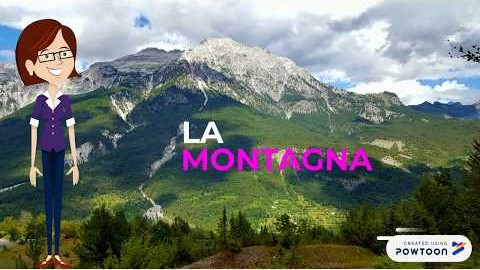 LA
MONTAGNA
CREATED USING
POWTOON